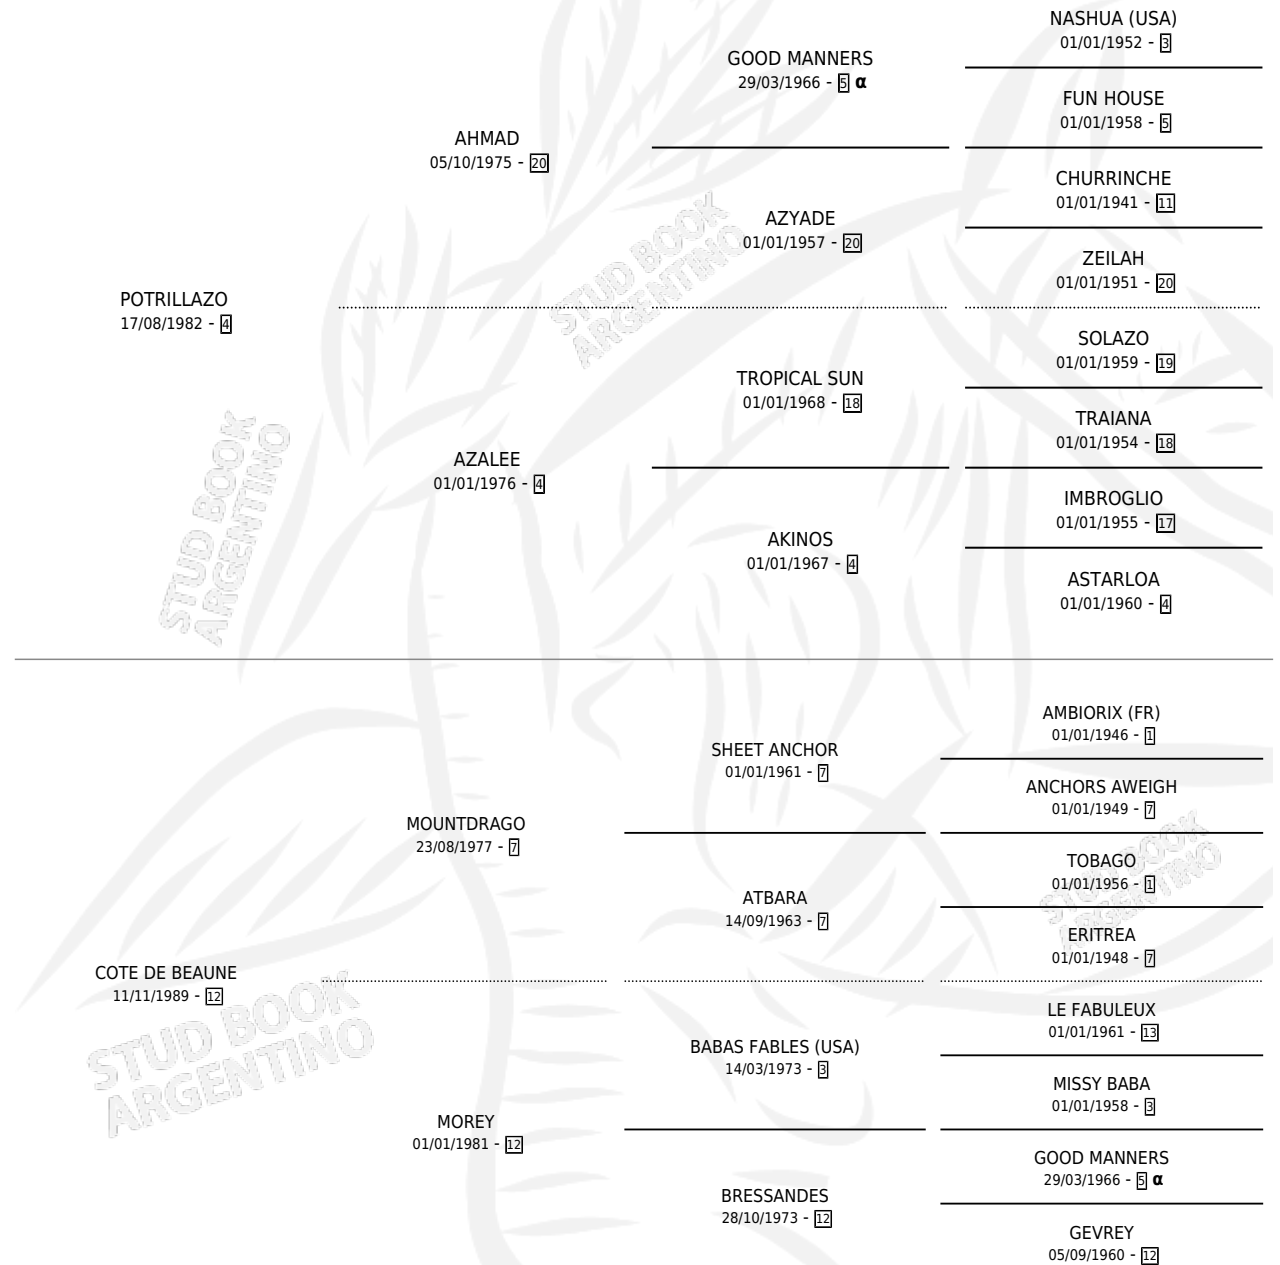 NASHUA (USA)
01/01/1952 - 3
GOOD MANNERS
29/03/1966 - 5 α
FUN HOUSE
01/01/1958 - 5
AHMAD
05/10/1975 - 20
CHURRINCHE
01/01/1941 - 11
AZYADE
01/01/1957 - 20
ZEILAH
01/01/1951 - 20
POTRILLAZO
17/08/1982 - 4
SOLAZO
01/01/1959 - 19
TROPICAL SUN
01/01/1968 - 18
TRAIANA
01/01/1954 - 18
AZALEE
01/01/1976 - 4
IMBROGLIO
01/01/1955 - 17
AKINOS
01/01/1967 - 4
ASTARLOA
01/01/1960 - 4
STUD BOOK
ARGENTINO
STUD BOOK
ARGENTINO
AMBIORIX (FR)
01/01/1946 - 1
SHEET ANCHOR
01/01/1961 - 7
ANCHORS AWEIGH
01/01/1949 - 7
MOUNTDRAGO
23/08/1977 - 7
TOBAGO
01/01/1956 - 1
ATBARA
14/09/1963 - 7
ERITREA
01/01/1948 - 7
COTE DE BEAUNE
11/11/1989 - 12
LE FABULEUX
01/01/1961 - 13
BABAS FABLES (USA)
14/03/1973 - 3
MISSY BABA
01/01/1958 - 3
MOREY
01/01/1981 - 12
GOOD MANNERS
29/03/1966 - 5 α
BRESSANDES
28/10/1973 - 12
GEVREY
05/09/1960 - 12
STUD BOOK
ARGENTINO
STUD BOOK
ARGENTINO